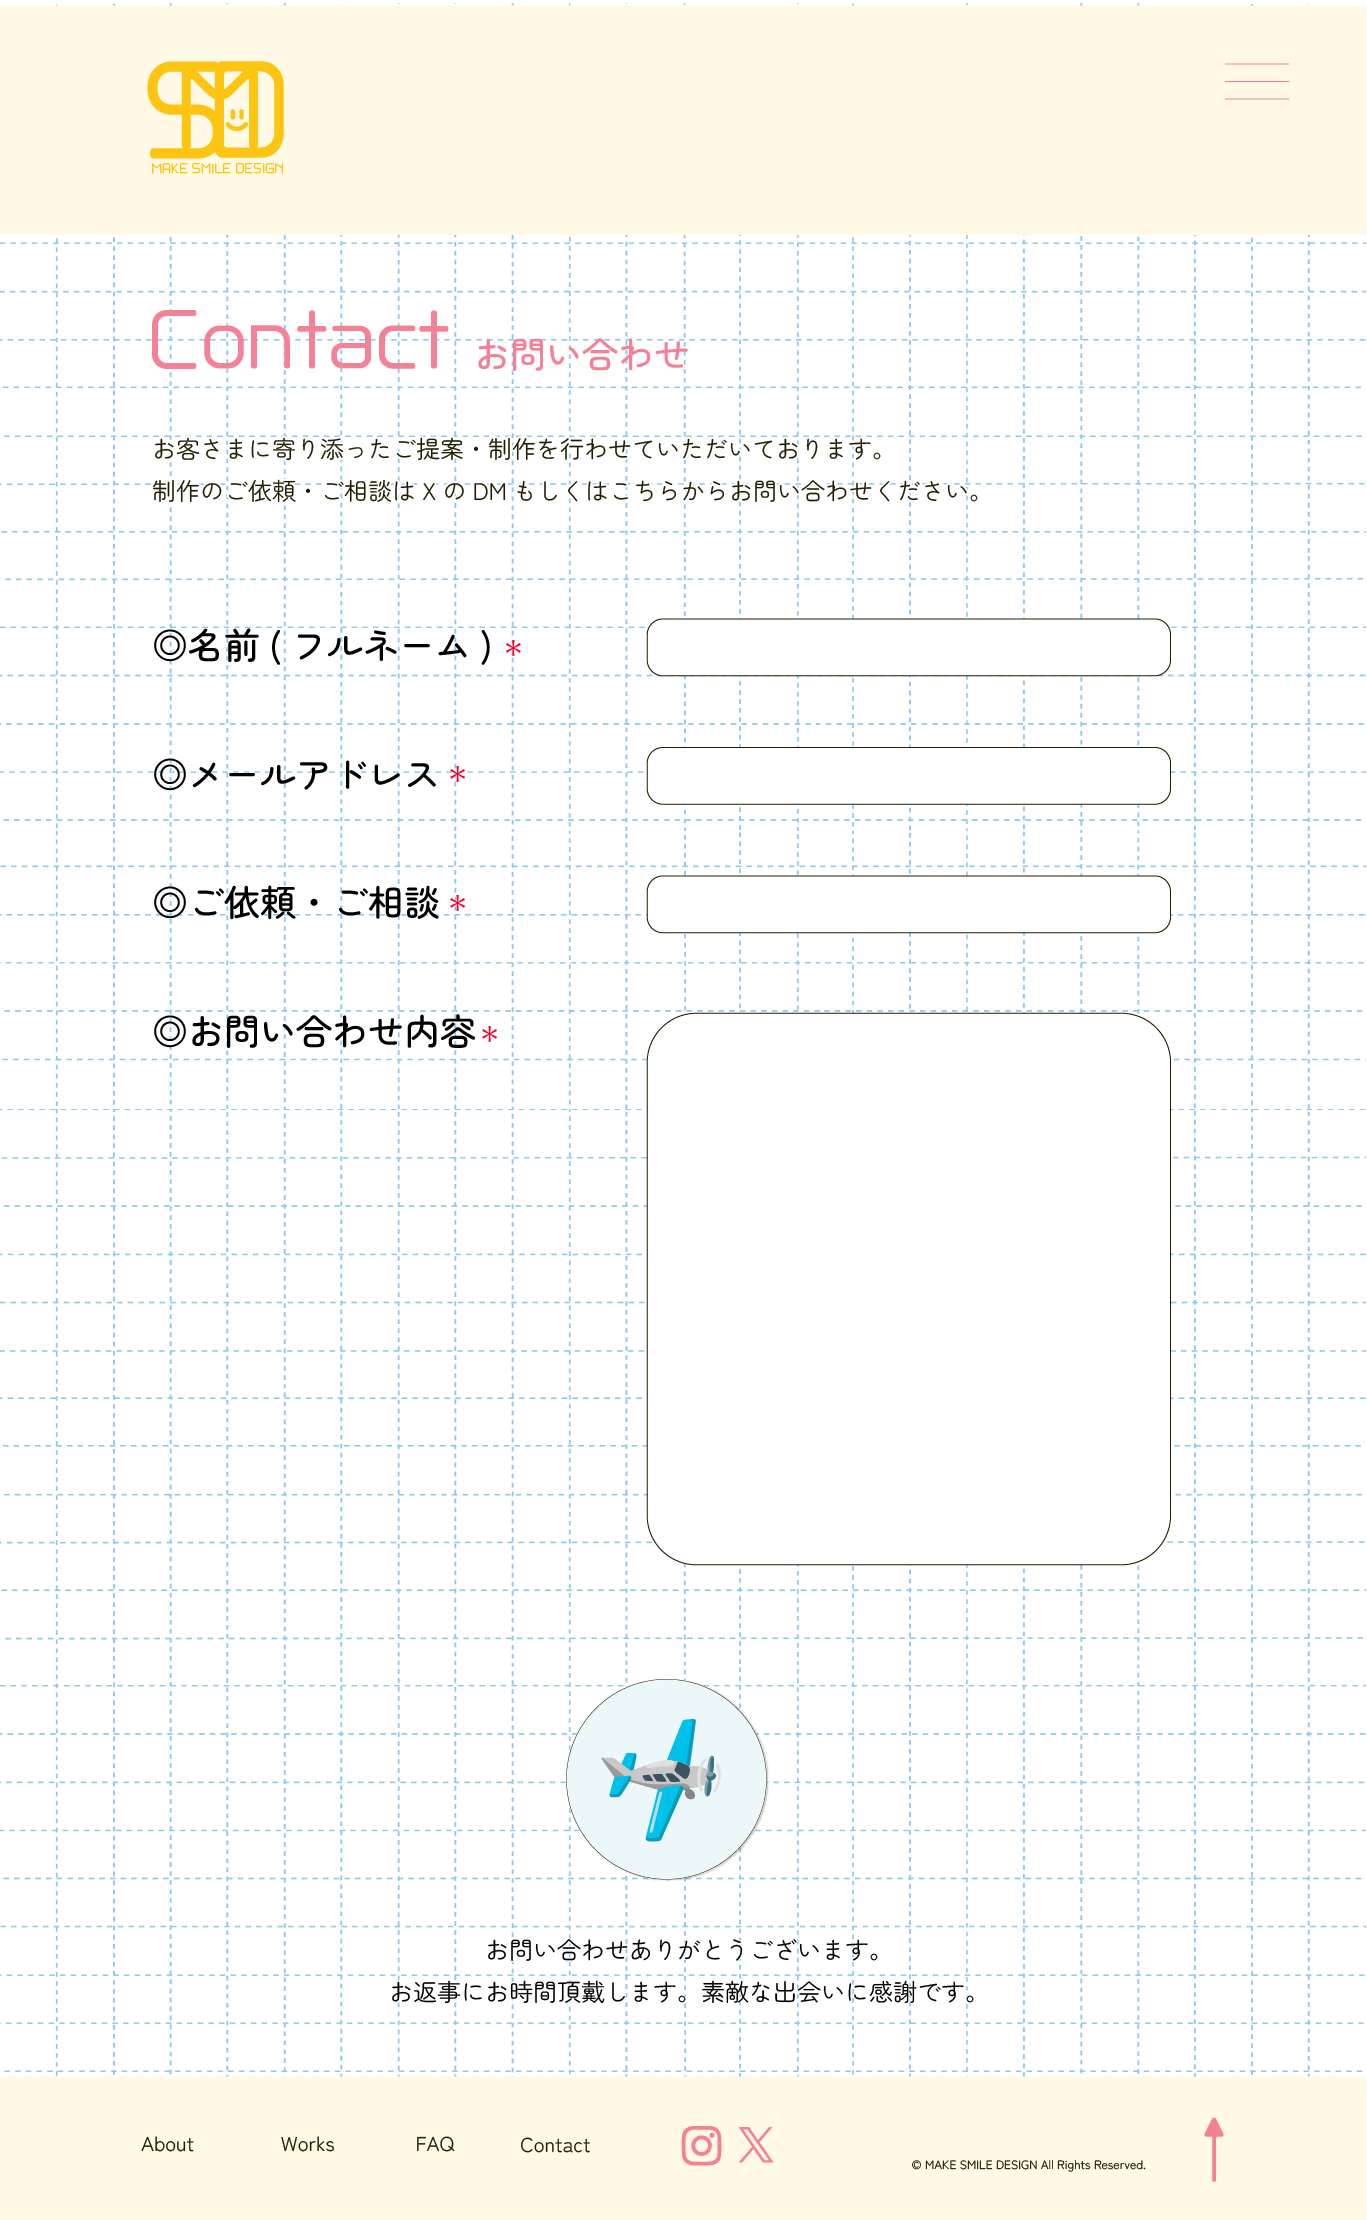 MAKE SMILE DESIGN
Contact お問い合わせ
お客さまに寄り添ったご提案・制作を行わせていただいております。
制作のご依頼・ご相談は X の DM もしくはこちらからお問い合わせください。
◎名前 ( フルネーム ) *
◎メールアドレス *
◎ご依頼・ご相談 *
◎お問い合わせ内容*
お問い合わせありがとうございます。
お返事にお時間頂戴します。素敵な出会いに感謝です。
About Works FAQ Contact
© MAKE SMILE DESIGN All Rights Reserved.